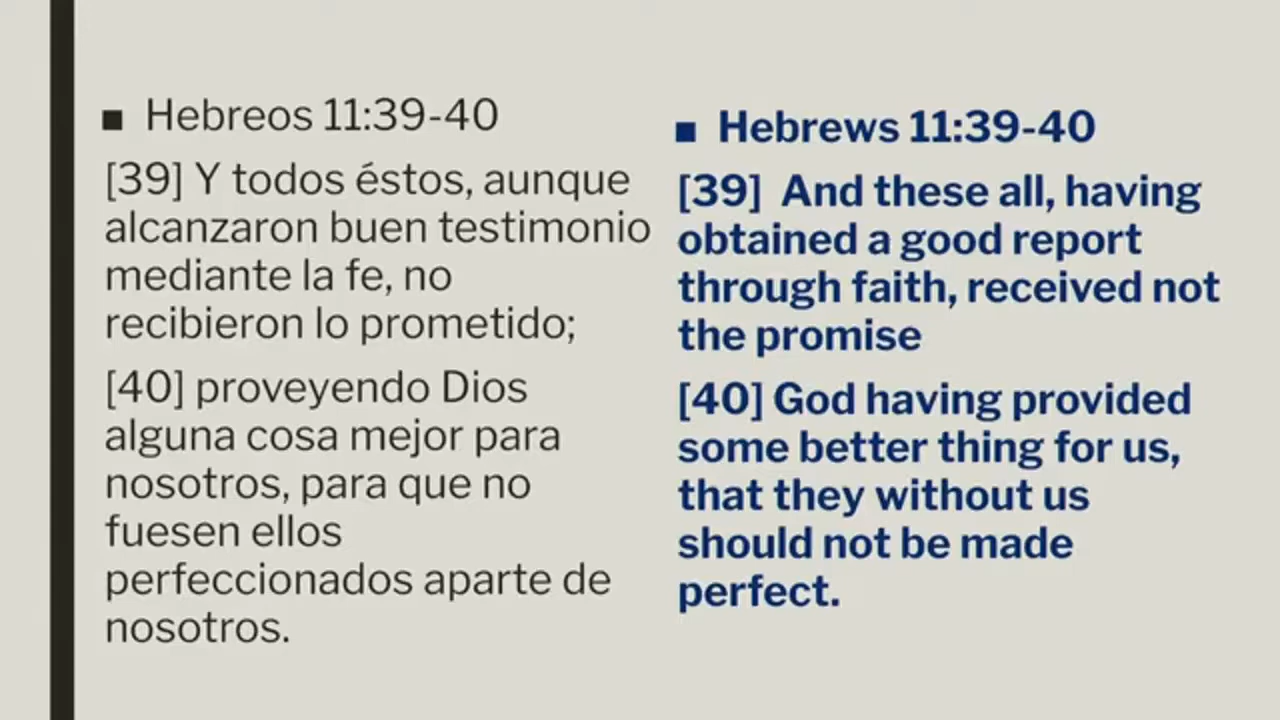 ■ Hebreos 11:39-40
[39] Y todos éstos, aunque
alcanzaron buen testimonio
mediante la fe, no
recibieron lo prometido;
[40] proveyendo Dios
alguna cosa mejor para
nosotros, para que no
fuesen ellos
perfeccionados aparte de
nosotros.
■ Hebrews 11:39-40
[39]  And these all, having
obtained a good report
through faith, received not
the promise
[40] God having provided
some better thing for us,
that they without us
should not be made
perfect.